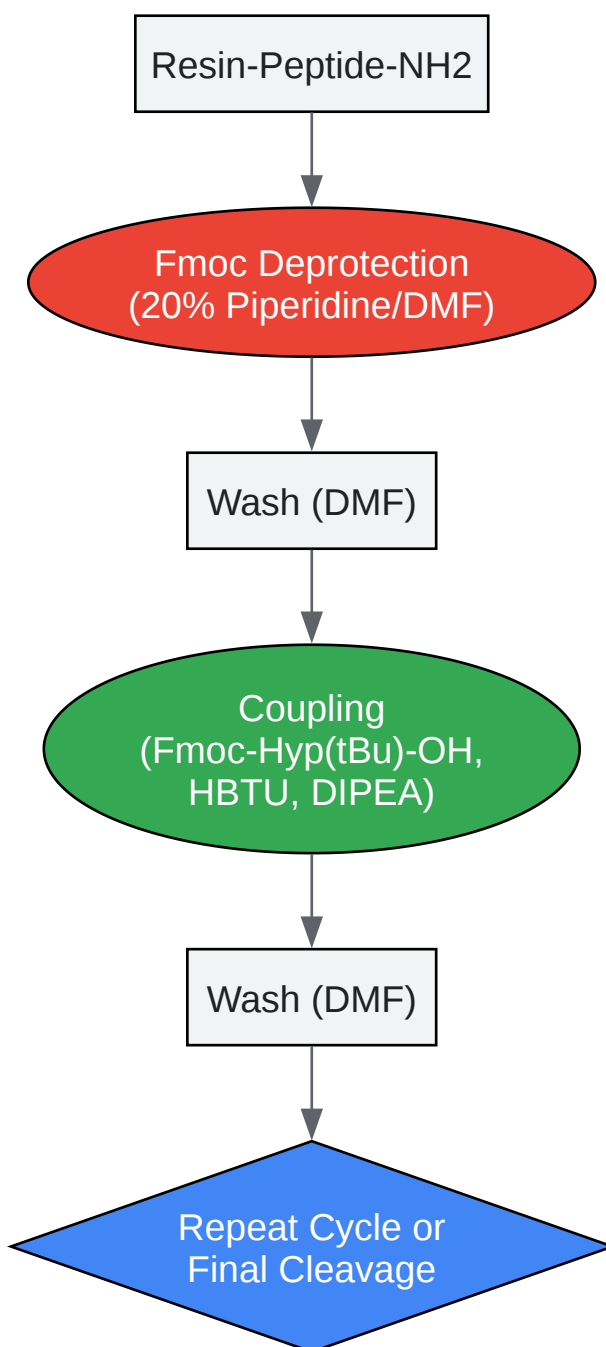 Resin-Peptide-NH2
Fmoc Deprotection
(20% Piperidine/DMF)
Wash (DMF)
Coupling
(Fmoc-Hyp(tBu)-OH,
HBTU, DIPEA)
Wash (DMF)
Repeat Cycle or
Final Cleavage